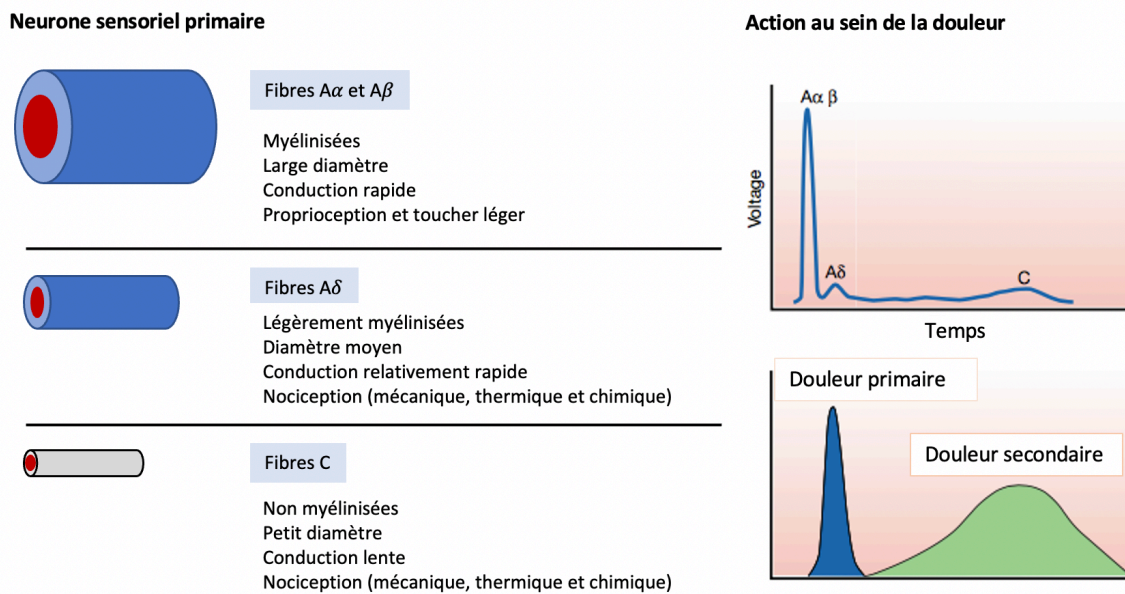 Neurone sensoriel primaire
Fibres Aα et Aβ
Myélinisées
Large diamètre
Conduction rapide
Proprioception et toucher léger
Fibres Aδ
Légèrement myélinisées
Diamètre moyen
Conduction relativement rapide
Nociception (mécanique, thermique et chimique)
Fibres C
Non myélinisées
Petit diamètre
Conduction lente
Nociception (mécanique, thermique et chimique)
Action au sein de la douleur
Aα β
Voltage
Aδ
C
Temps
Douleur primaire
Douleur secondaire